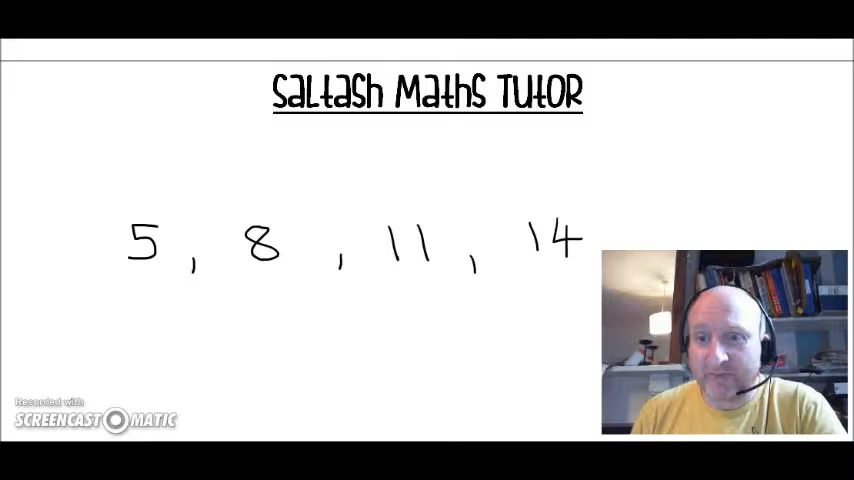 Saltash Maths Tutor
5, 8, 11, 14
Recorded with
SCREENCAST-O-MATIC